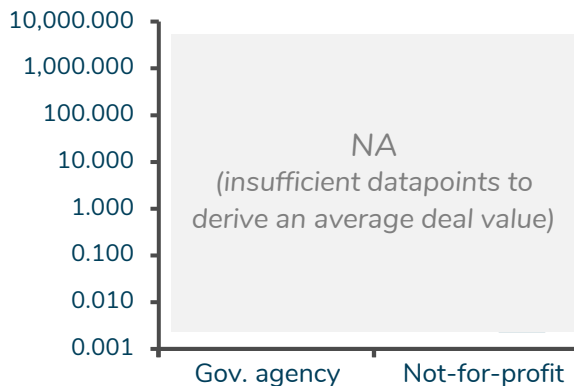 10,000.000
1,000.000
100.000
10.000
1.000
0.100
0.010
0.001
NA
(insufficient datapoints to
derive an average deal value)
Gov. agency
Not-for-profit